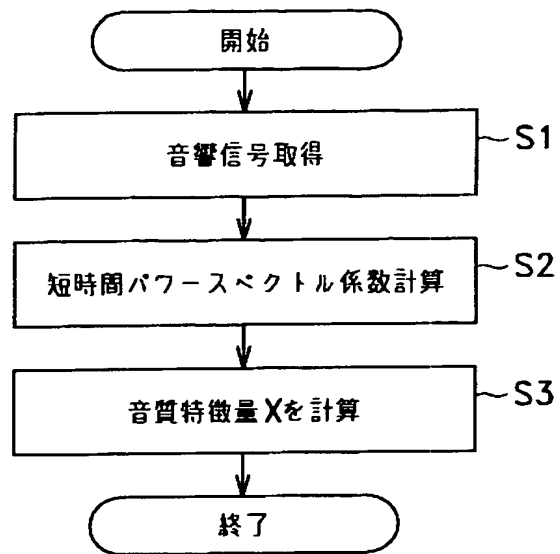 開始
音響信号取得
S1
短時間パワースペクトル係数計算
S2
音質特徴量Xを計算
S3
終了